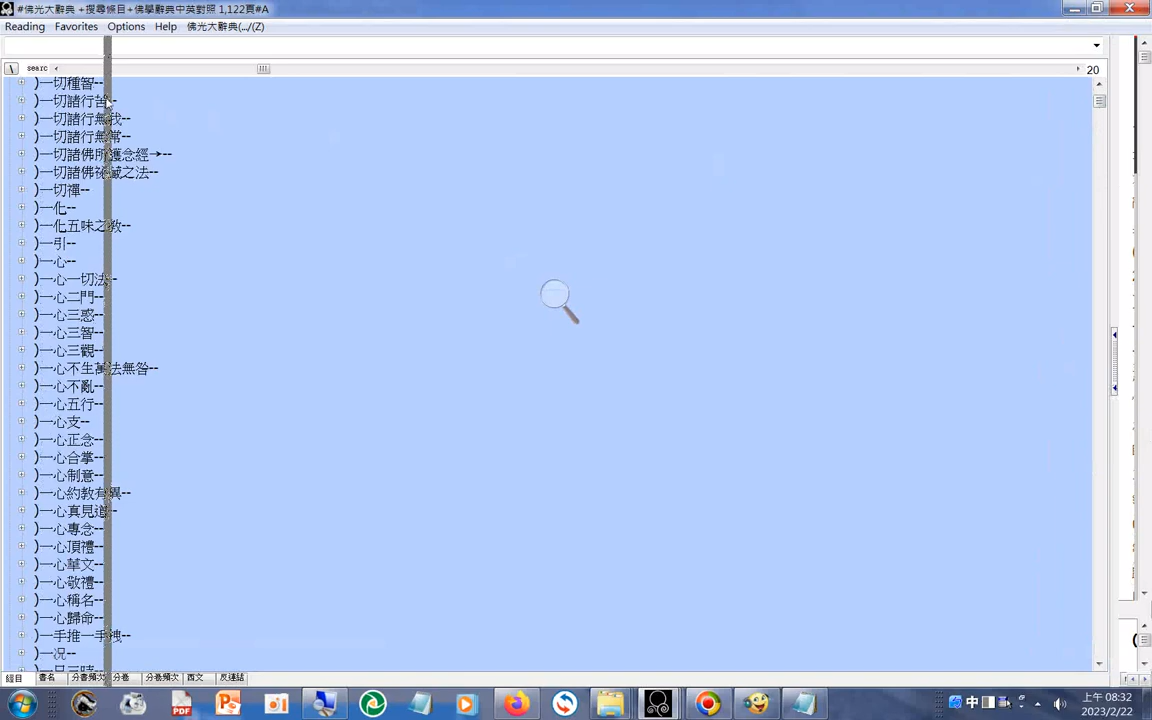 #佛光大辭典 +搜尋條目+佛學辭典中英對照 1,122頁#A
Reading Favorites Options Help 佛光大辭典(.../(Z)
\ searc 20
)一切種智--
)一切諸行苦--
)一切諸行無我--
)一切諸行無常--
)一切諸佛所護念經→--
)一切諸佛祕藏之法--
)一切禪--
)一化--
)一化五味之教--
)一引--
)一心--
)一心一切法--
)一心二門--
)一心三惑--
)一心三智--
)一心三觀--
)一心不生萬法無咎--
)一心不亂--
)一心五行--
)一心支--
)一心正念--
)一心合掌--
)一心制意--
)一心約教有異--
)一心真見道--
)一心專念--
)一心頂禮--
)一心華文--
)一心敬禮--
)一心稱名--
)一心歸命--
)一手推一手拽--
)一況--
經目 書名 分書頻次 分卷 分卷頻次 西文 反連結
PDF 中 上午 08:32
2023/2/22